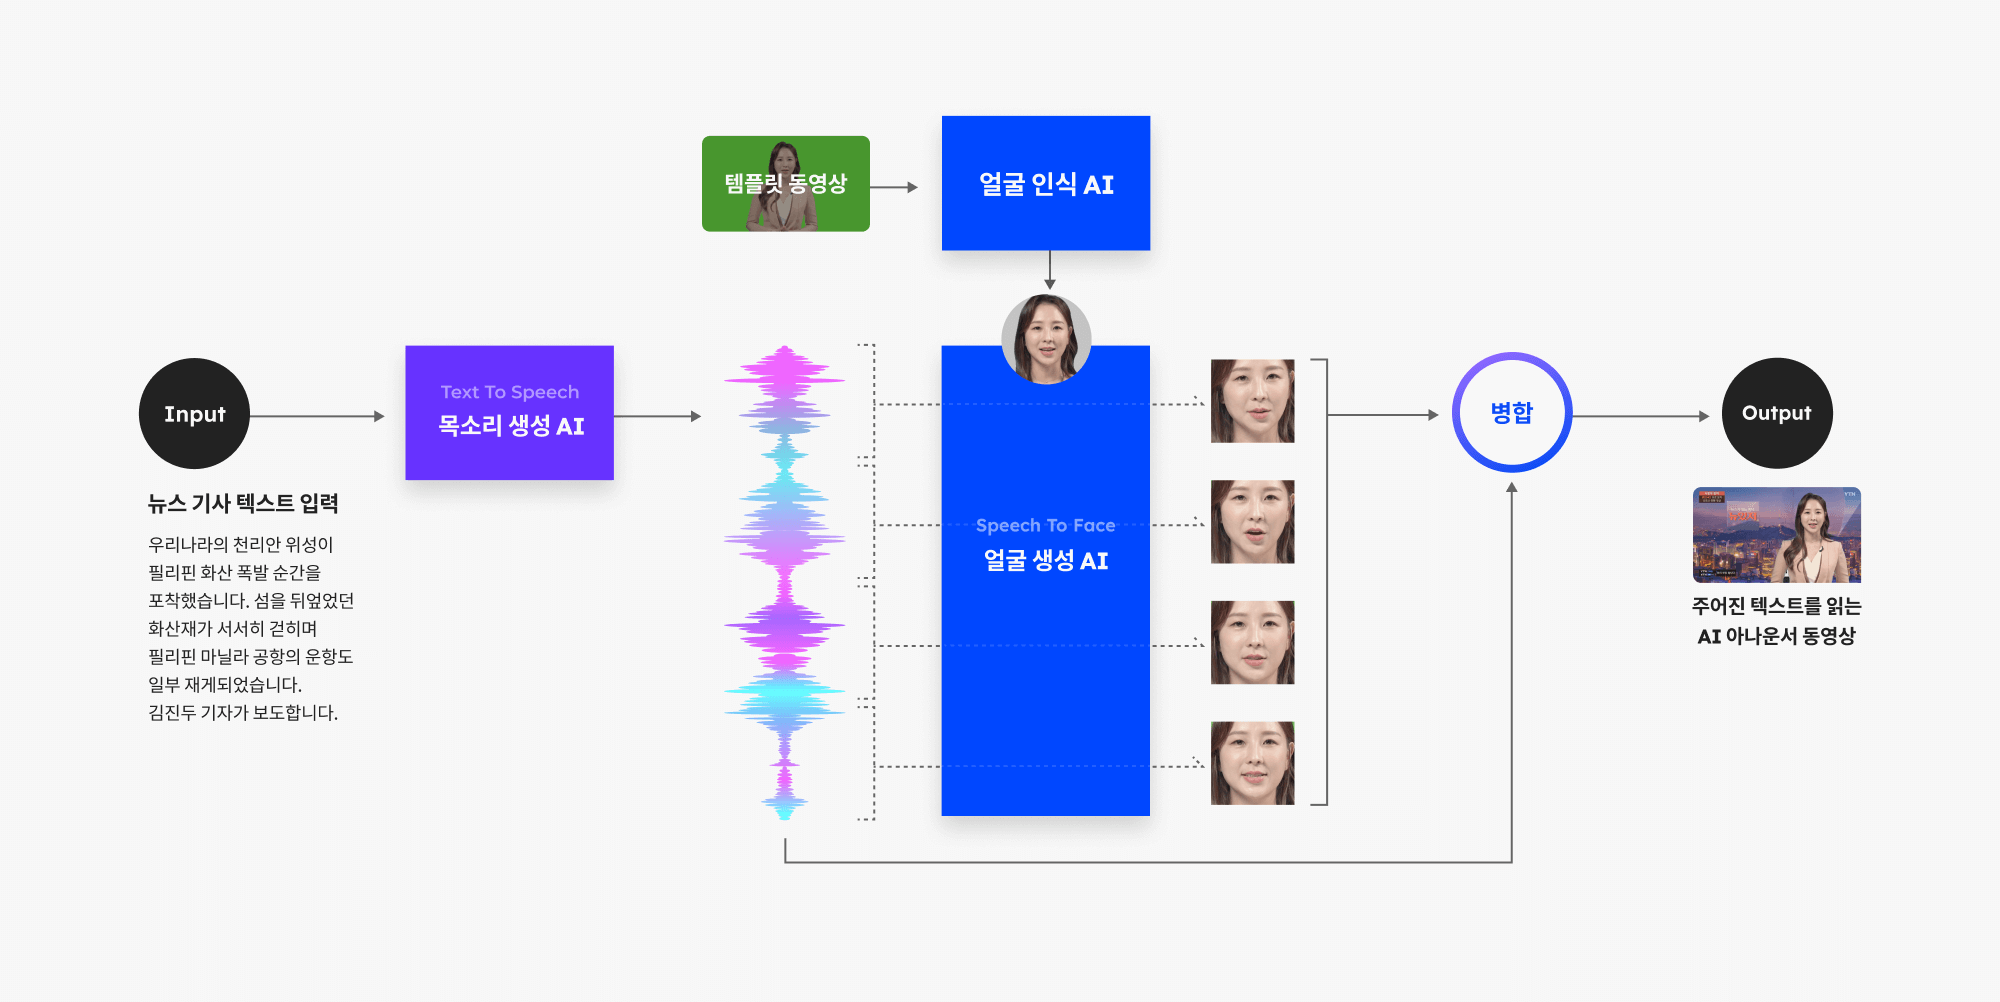 템플릿 동영상
얼굴 인식 AI
Input
Text To Speech
목소리 생성 AI
뉴스 기사 텍스트 입력
우리나라의 천리안 위성이
필리핀 화산 폭발 순간을
포착했습니다. 섬을 뒤엎었던
화산재가 서서히 걷히며
필리핀 마닐라 공항의 운항도
일부 재게되었습니다.
김진두 기자가 보도합니다.
Speech To Face
얼굴 생성 AI
병합
Output
YTN
주어진 텍스트를 읽는
AI 아나운서 동영상